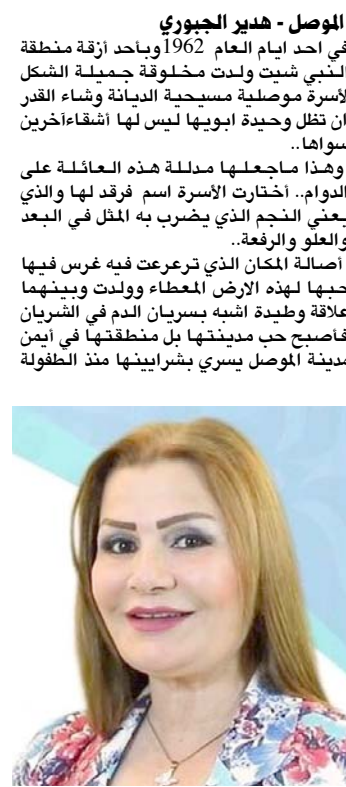 الموصل - هدير الجبوري
في احد ايام العام 1962وبأحد أزقة منطقة
النبي شيت ولدت مخلوقة جميلة الشكل
لأسرة موصلية مسيحية الديانة وشاء القدر
ان تظل وحيدة ابويها ليس لها أشقاءآخرين
سواها..
وهذا ماجعلها مدللة هذه العائلة على
الدوام.. أختارت الأسرة اسم فرقد لها والذي
يعني النجم الذي يضرب به المثل في البعد
والعلو والرفعة..
أصالة المكان الذي ترعرعت فيه غرس فيها
حبها لهذه الارض المعطاء وولدت وبينهما
علاقة وطيدة اشبه بسريان الدم في الشريان
فأصبح حب مدينتها بل منطقتها في أيمن
مدينة الموصل يسري بشرايينها منذ الطفولة